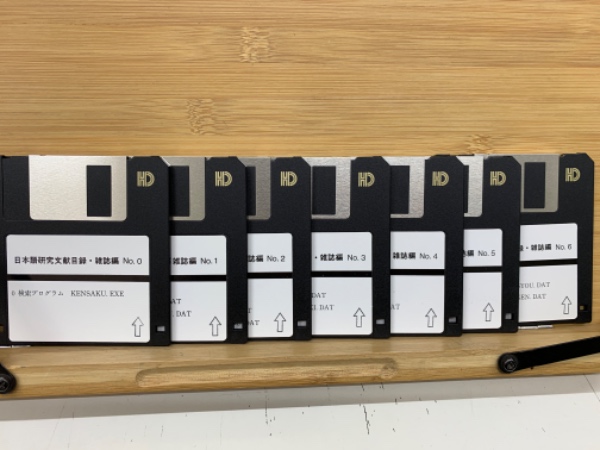 HD
日本語研究文献目録・雑誌編 No. 0
検索プログラム KENSAKU. EXE
HD
No. 1
DAT
DAT
HD
雑誌編 No. 2
HD
・雑誌編 No. 3
DAT
DAT
HD
雑誌編 No. 4
HD
編 No. 5
HD
・雑誌編 No. 6
DAT
DAT